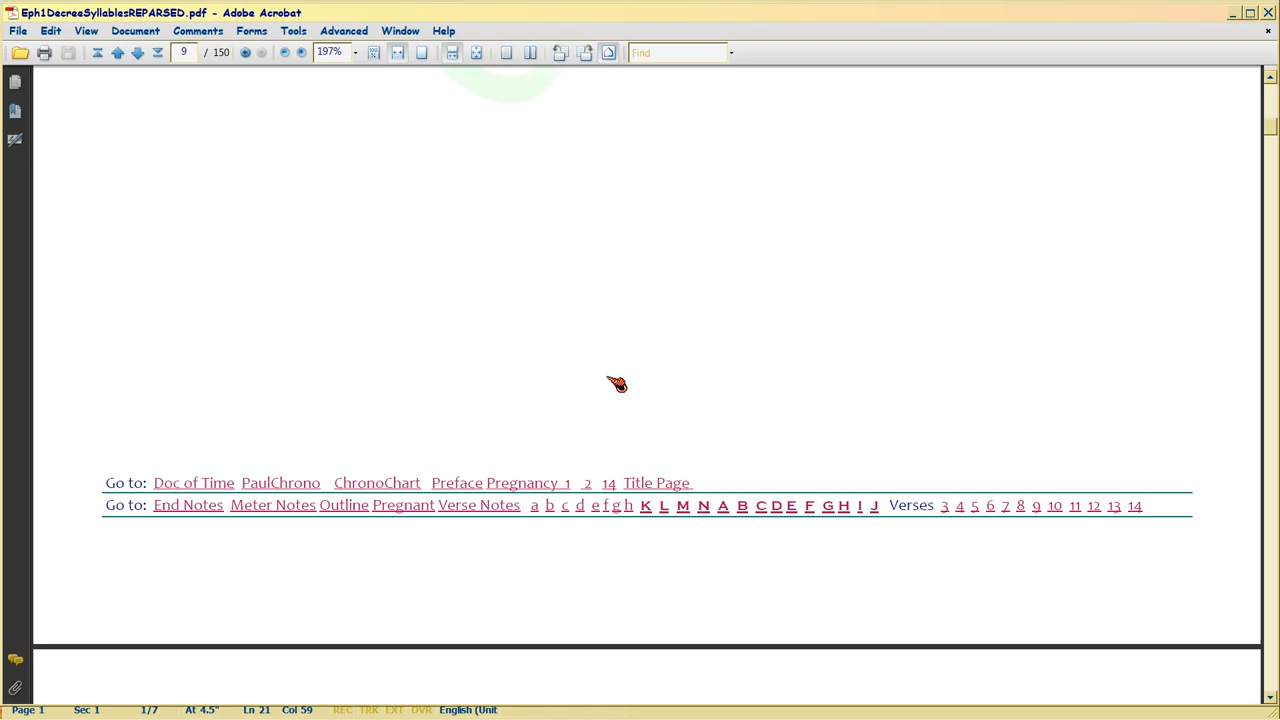 Eph1DecreeSyllablesREPARSED.pdf - Adobe Acrobat
File Edit View Document Comments Forms Tools Advanced Window Help
9 / 150 197% Find
Go to: Doc of Time PaulChrono ChronoChart Preface Pregnancy 1 2 14 Title Page
Go to: End Notes Meter Notes Outline Pregnant Verse Notes a b c d e f g h K L M N A B C D E F G H I J Verses 3 4 5 6 7 8 9 10 11 12 13 14
Page 1 Sec 1 1/7 At 4.5" Ln 21 Col 59 REC TRK EXT OVR English (Unit